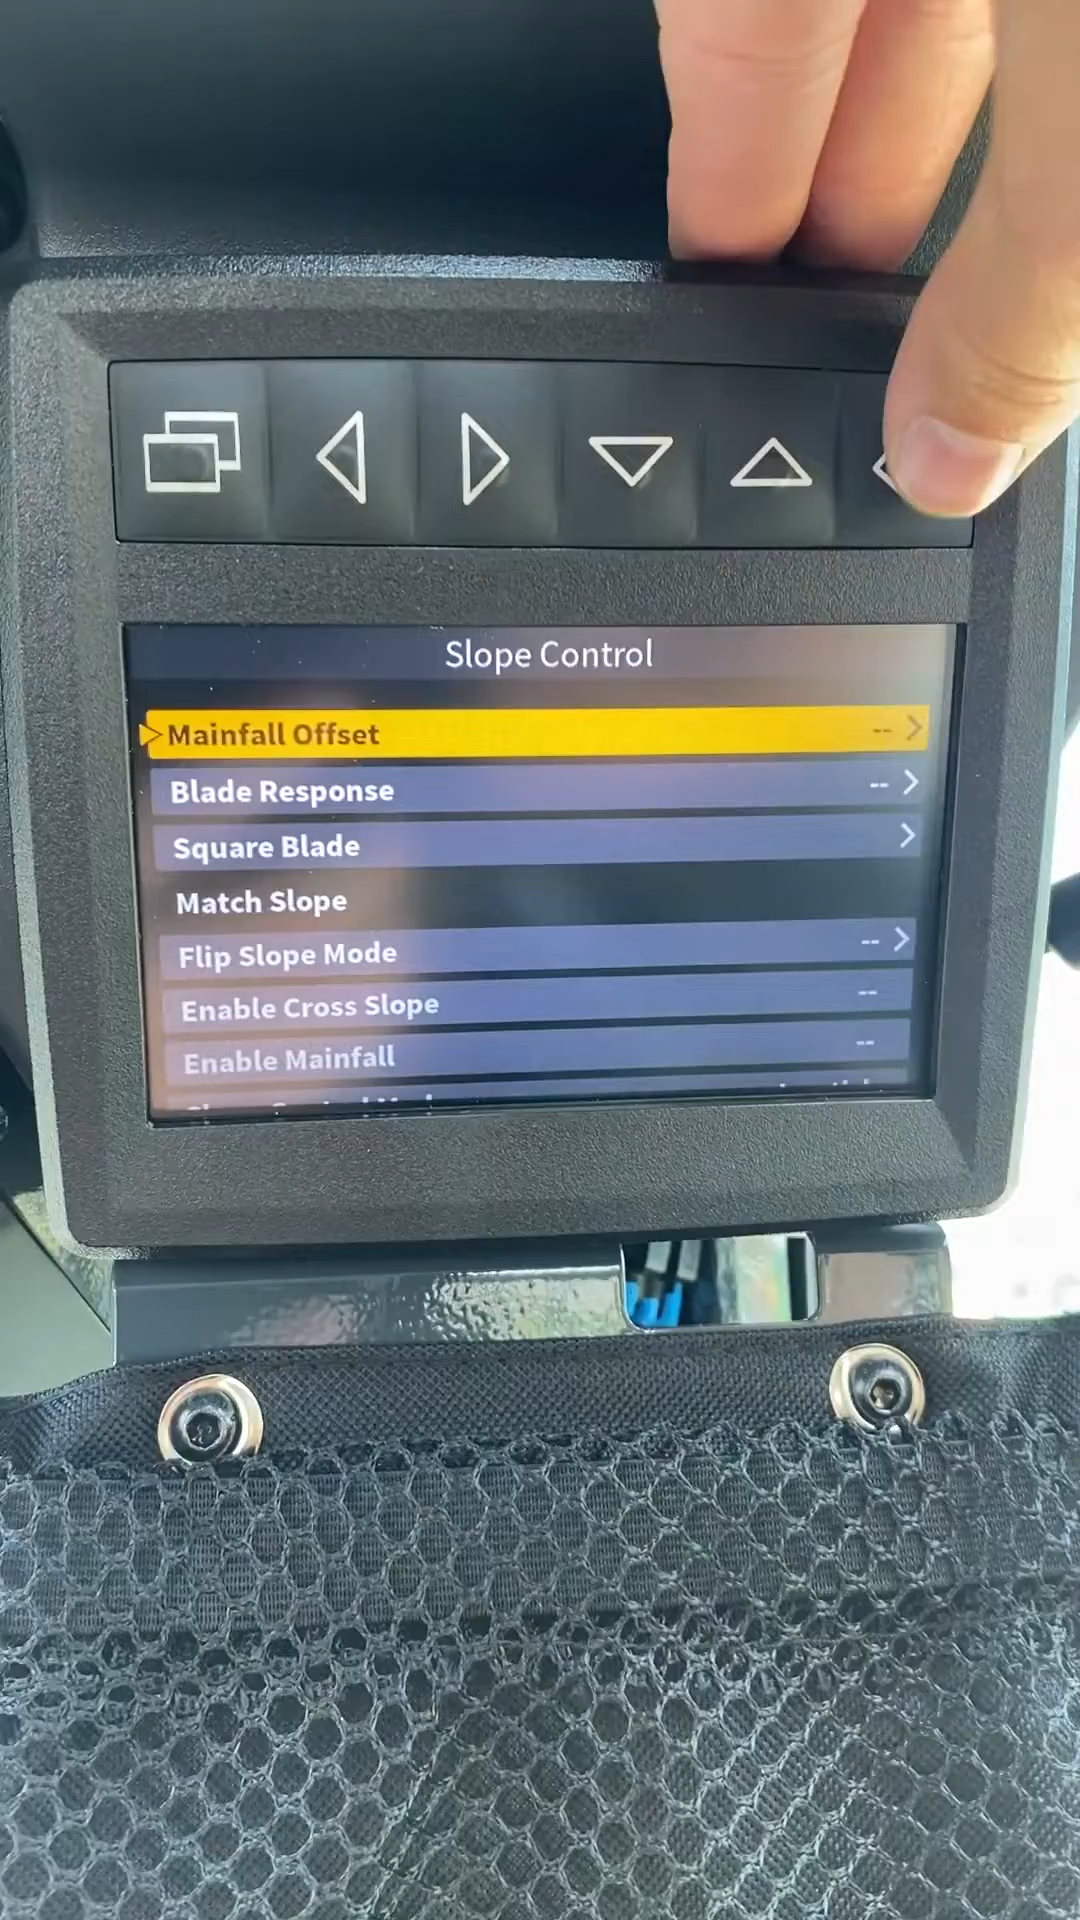 Slope Control
Mainfall Offset --
Blade Response --
Square Blade
Match Slope
Flip Slope Mode --
Enable Cross Slope --
Enable Mainfall --